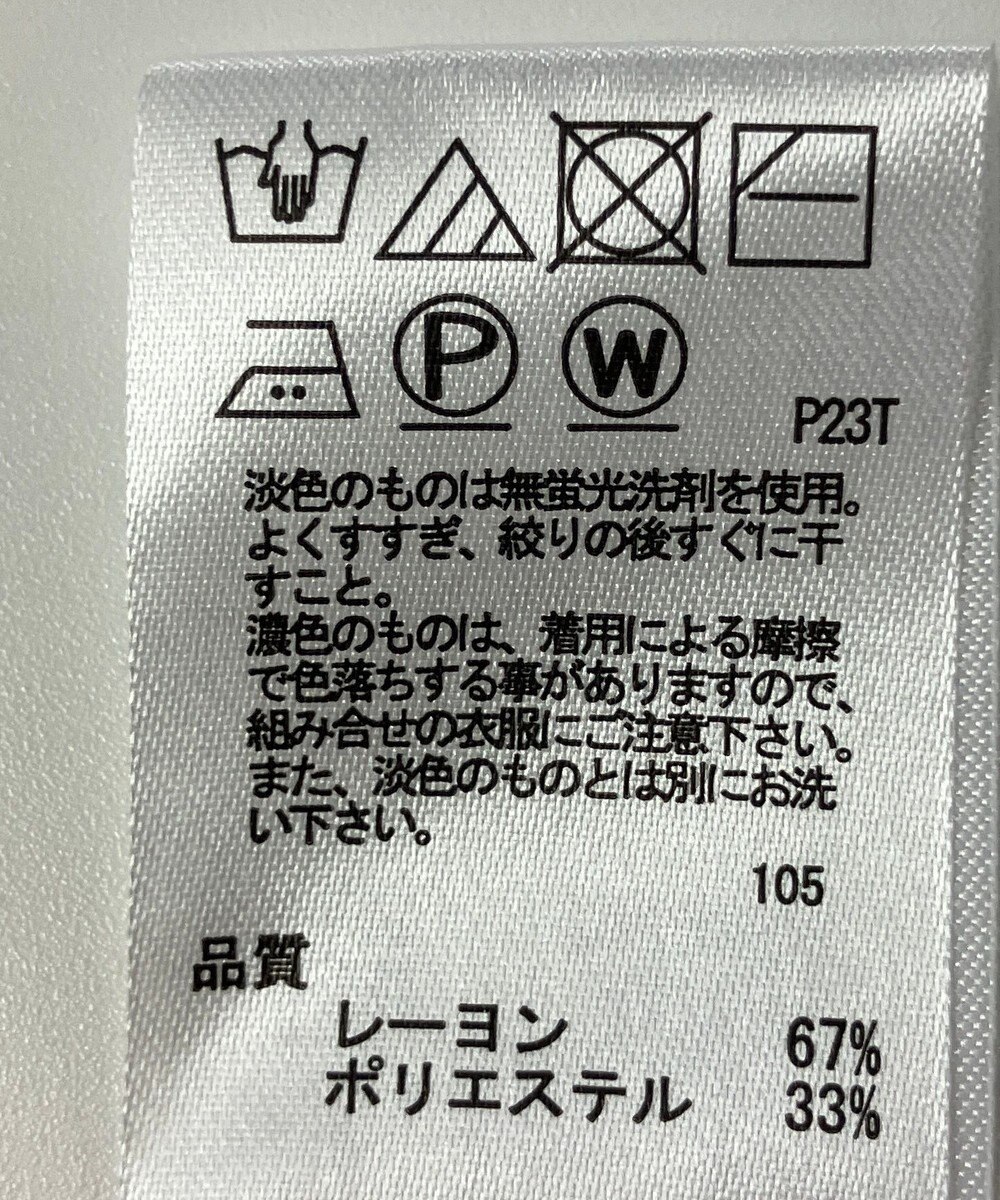 P W P23T
淡色のものは無蛍光洗剤を使用。
よくすすぎ、絞りの後すぐに干
すこと。
濃色のものは、着用による摩擦
で色落ちする事がありますので、
組み合せの衣服にご注意下さい。
また、淡色のものとは別にお洗
い下さい。
105
品質
レーヨン 67%
ポリエステル 33%